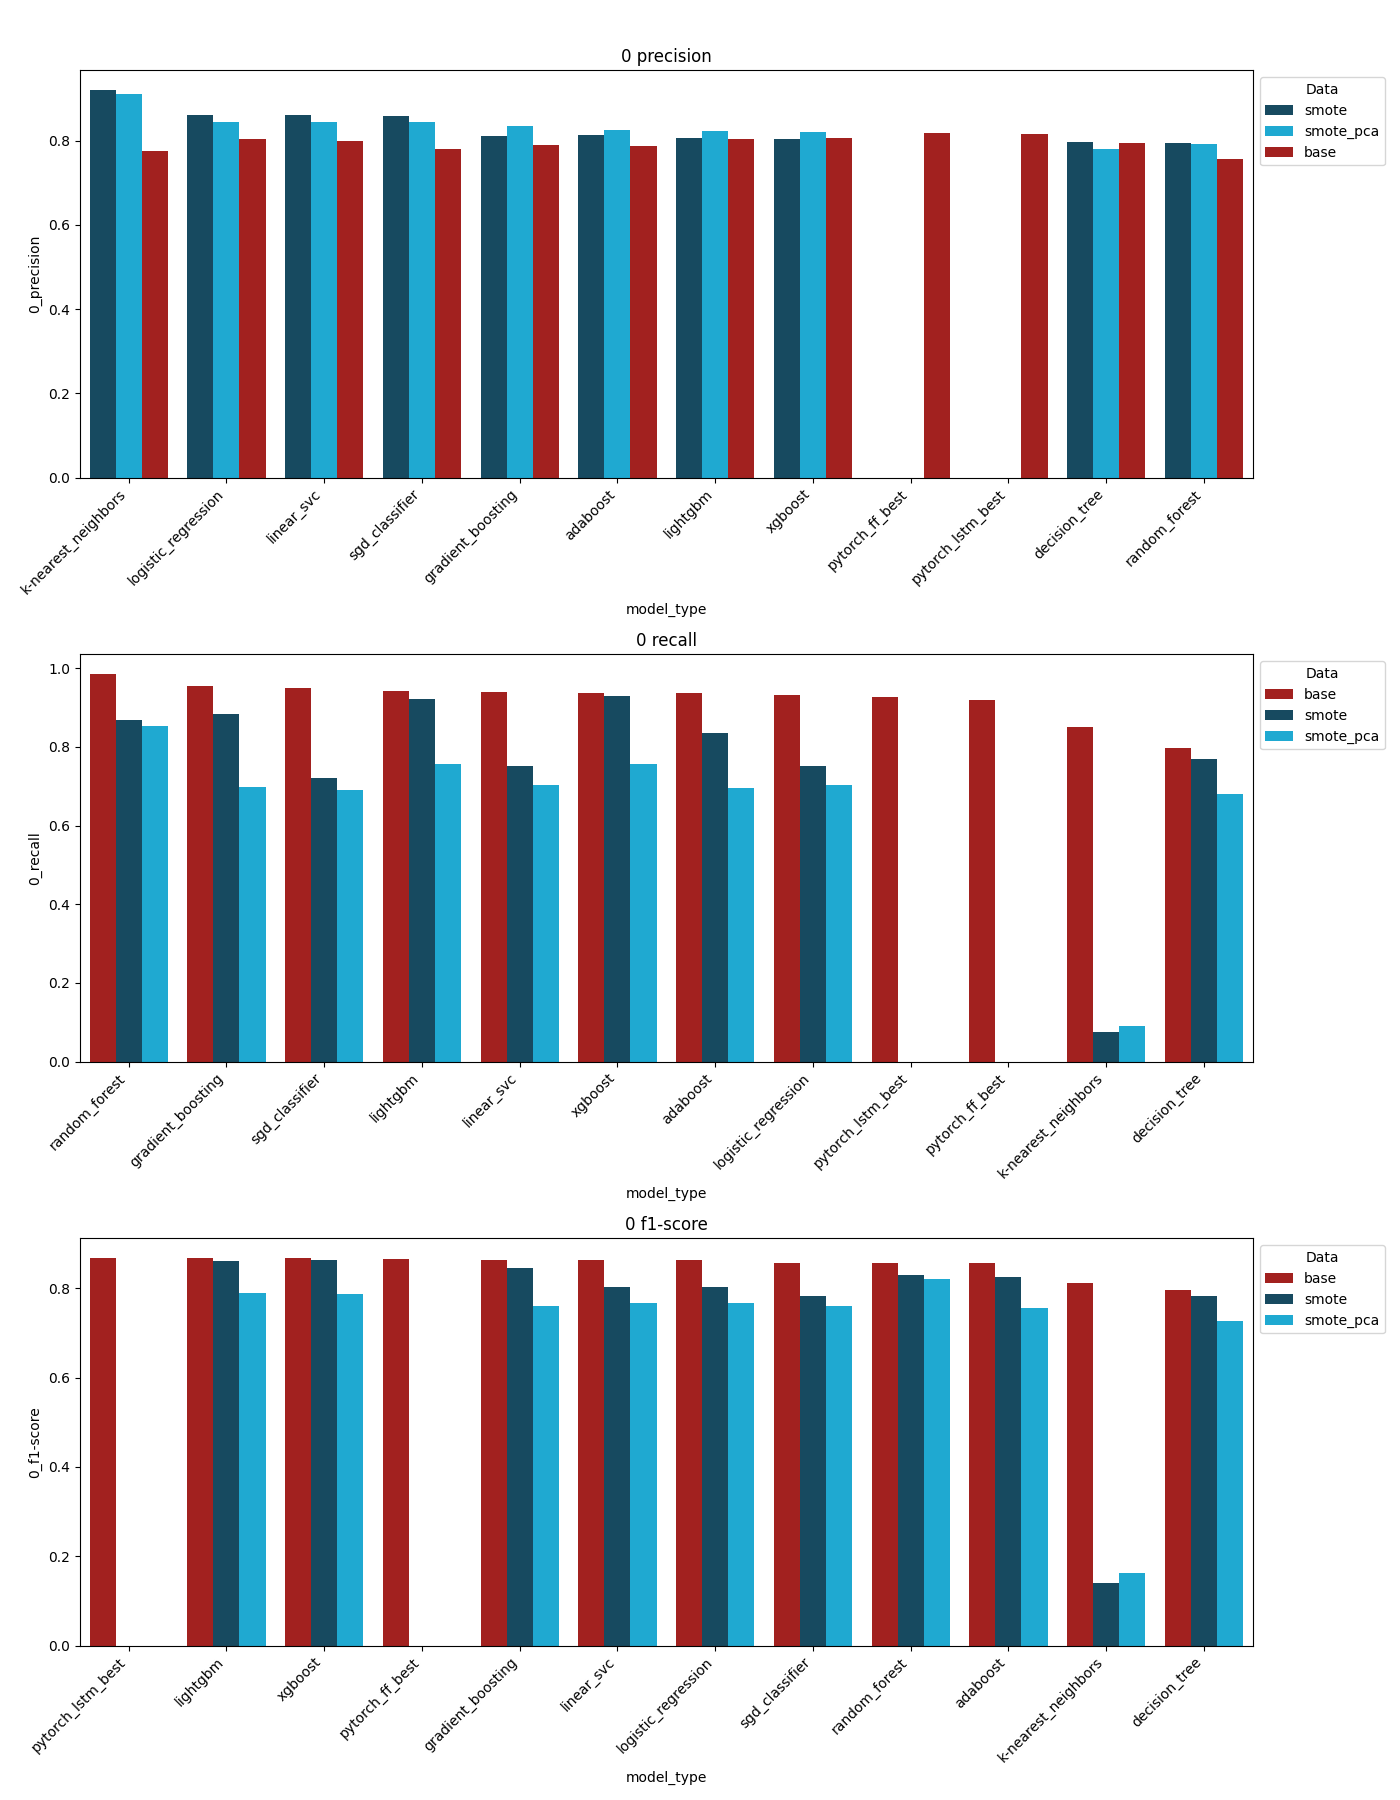 0 precision
0_precision
0.8
0.6
0.4
0.2
0.0
k-nearest_neighbors
logistic_regression
linear_svc
sgd_classifier
gradient_boosting
adaboost
lightgbm
xgboost
pytorch_ff_best
pytorch_lstm_best
decision_tree
random_forest
model_type
Data
smote
smote_pca
base
0 recall
0_recall
1.0
0.8
0.6
0.4
0.2
0.0
random_forest
gradient_boosting
sgd_classifier
lightgbm
linear_svc
xgboost
adaboost
logistic_regression
pytorch_lstm_best
pytorch_ff_best
k-nearest_neighbors
decision_tree
model_type
Data
base
smote
smote_pca
0 f1-score
0_f1-score
0.8
0.6
0.4
0.2
0.0
pytorch_lstm_best
lightgbm
xgboost
pytorch_ff_best
gradient_boosting
linear_svc
logistic_regression
sgd_classifier
random_forest
adaboost
k-nearest_neighbors
decision_tree
model_type
Data
base
smote
smote_pca